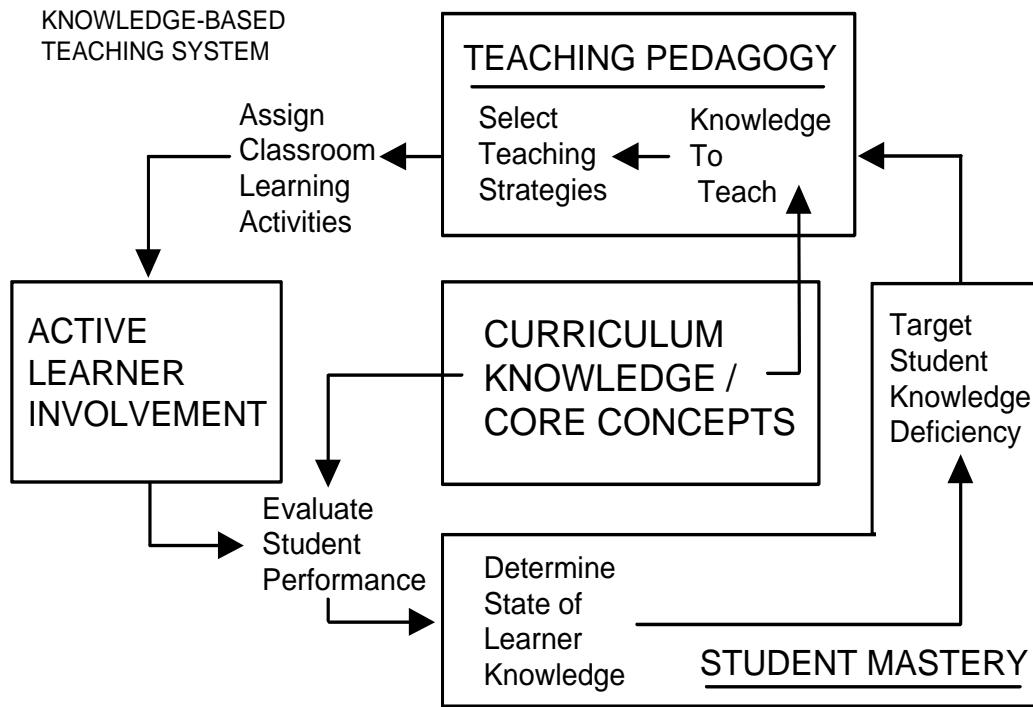 KNOWLEDGE-BASED
TEACHING SYSTEM
TEACHING PEDAGOGY
Select
Teaching
Strategies
Knowledge
To
Teach
Assign
Classroom
Learning
Activities
ACTIVE
LEARNER
INVOLVEMENT
CURRICULUM
KNOWLEDGE /
CORE CONCEPTS
Target
Student
Knowledge
Deficiency
Evaluate
Student
Performance
Determine
State of
Learner
Knowledge
STUDENT MASTERY